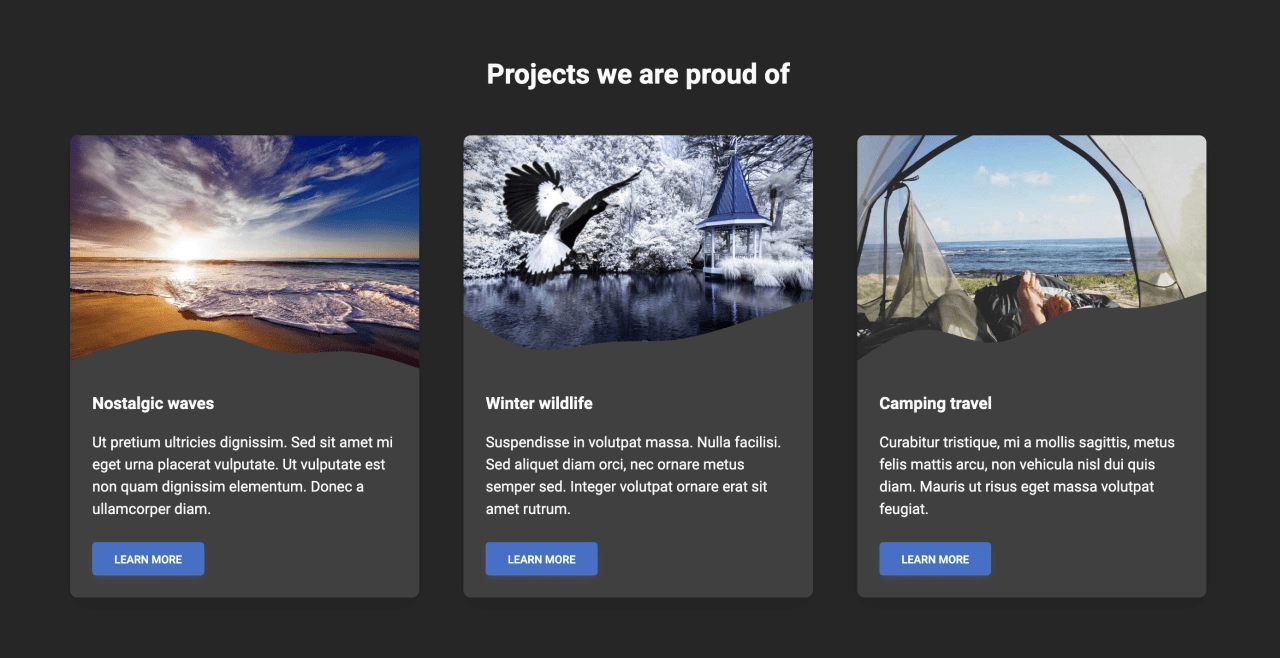 Projects we are proud of
Nostalgic waves
Ut pretium ultricies dignissim. Sed sit amet mi
eget urna placerat vulputate. Ut vulputate est
non quam dignissim elementum. Donec a
ullamcorper diam.
LEARN MORE
Winter wildlife
Suspendisse in volutpat massa. Nulla facilisi.
Sed aliquet diam orci, nec ornare metus
semper sed. Integer volutpat ornare erat sit
amet rutrum.
LEARN MORE
Camping travel
Curabitur tristique, mi a mollis sagittis, metus
felis mattis arcu, non vehicula nisl dui quis
diam. Mauris ut risus eget massa volutpat
feugiat.
LEARN MORE